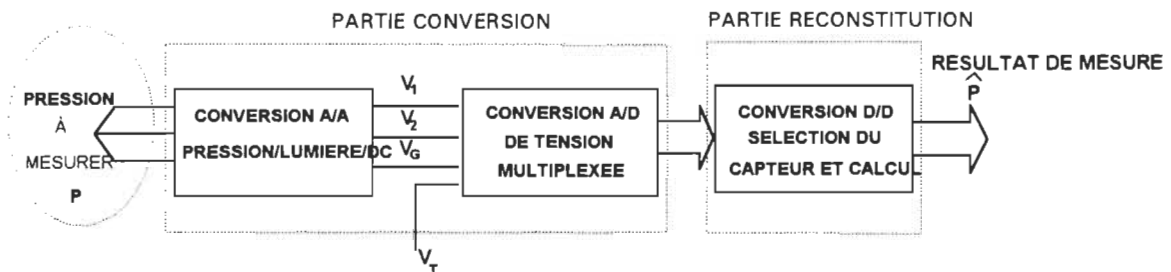 PARTIE CONVERSION
PARTIE RECONSTITUTION
RESULTAT DE MESURE
P̂
PRESSION
À
MESURER
P
CONVERSION A/A
PRESSION/LUMIERE/DC
V1
V2
VG
VT
CONVERSION A/D
DE TENSION
MULTIPLEXEE
CONVERSION D/D
SELECTION DU
CAPTEUR ET CALCUL